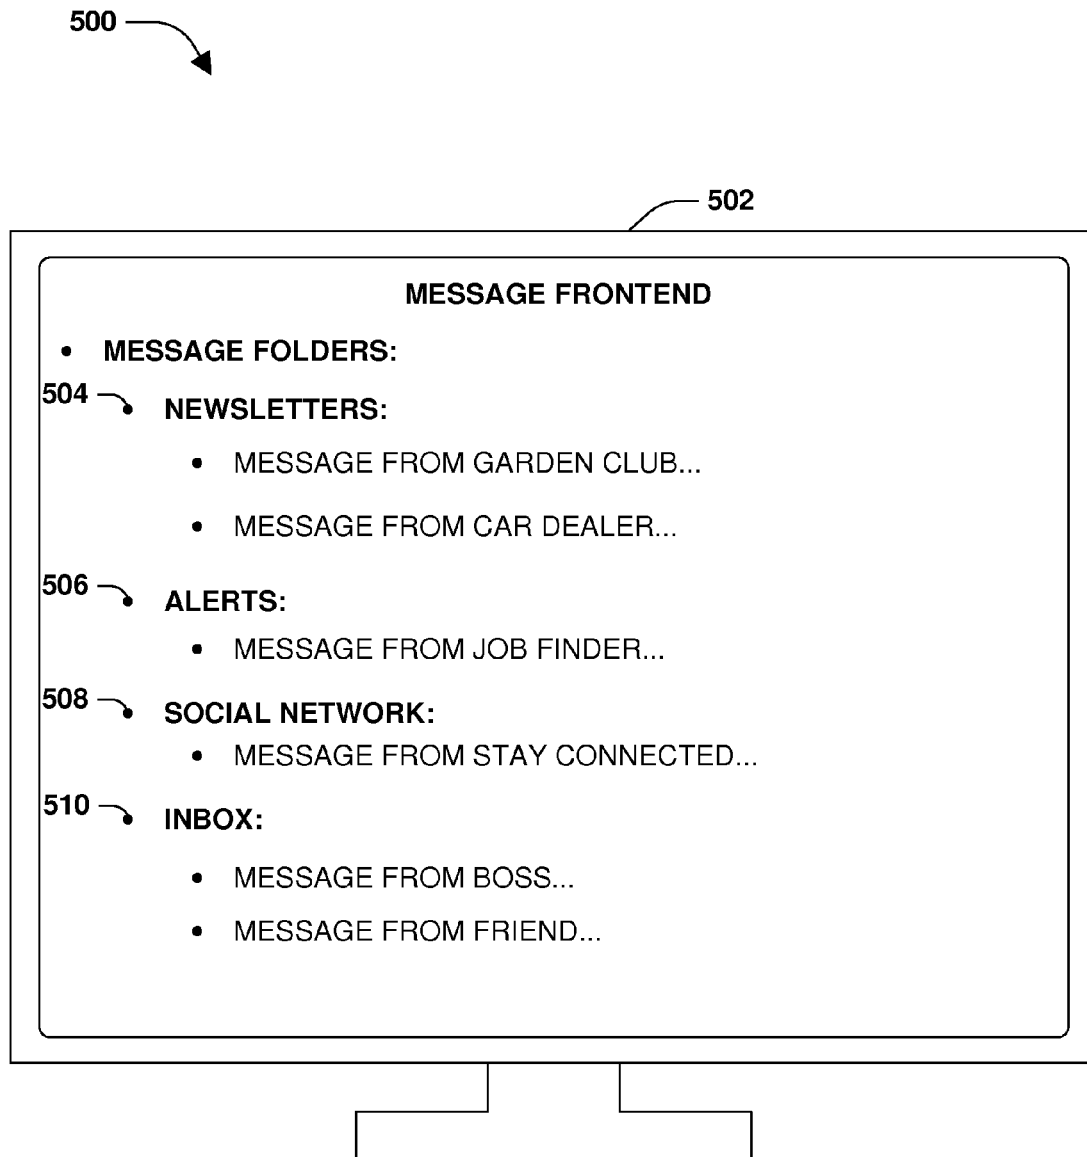 500
502
MESSAGE FRONTEND
• MESSAGE FOLDERS:
504
• NEWSLETTERS:
• MESSAGE FROM GARDEN CLUB...
• MESSAGE FROM CAR DEALER...
506
• ALERTS:
• MESSAGE FROM JOB FINDER...
508
• SOCIAL NETWORK:
• MESSAGE FROM STAY CONNECTED...
510
• INBOX:
• MESSAGE FROM BOSS...
• MESSAGE FROM FRIEND...